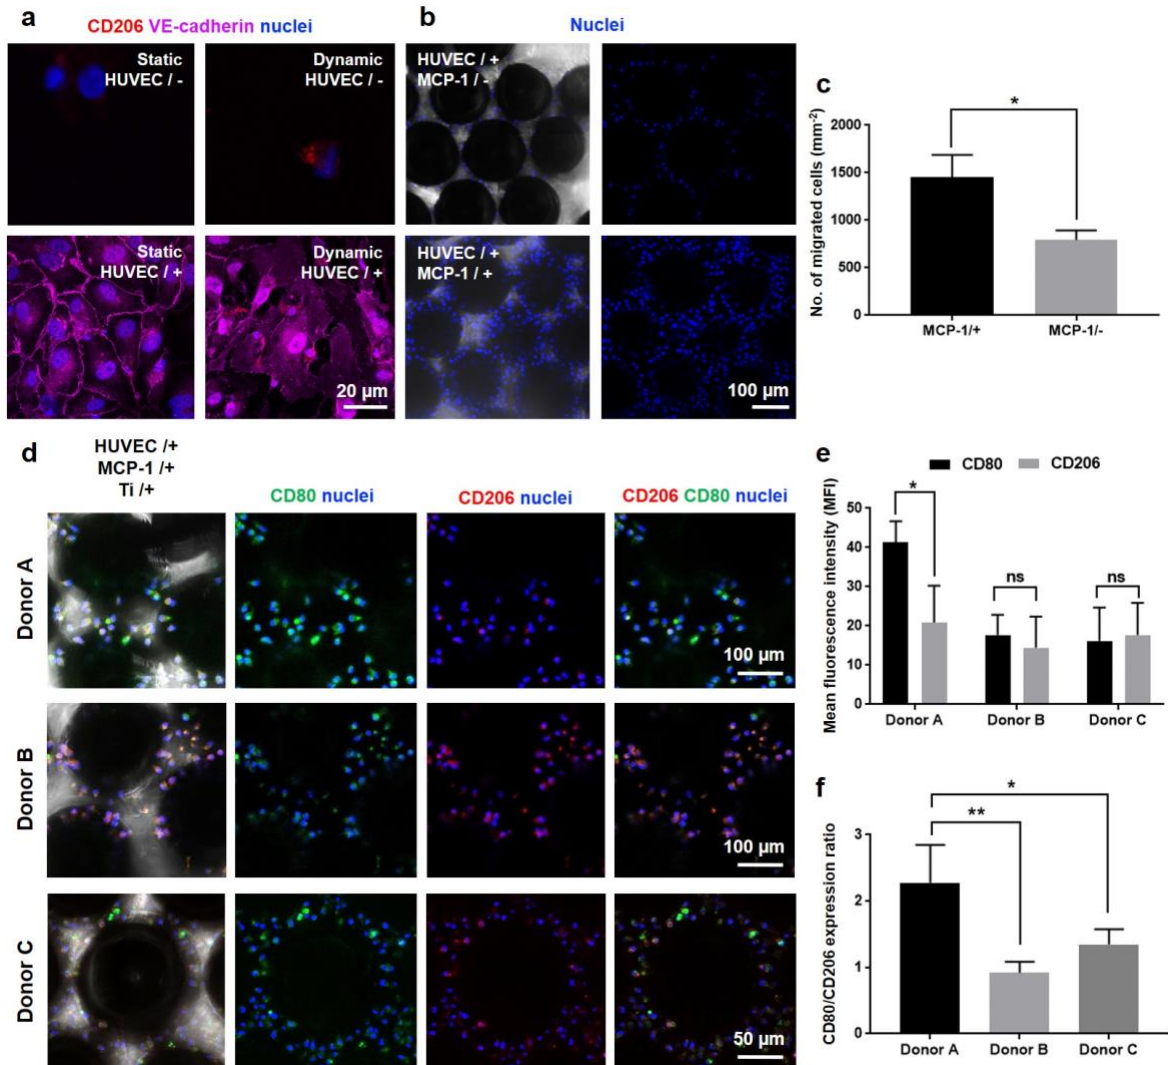 a
CD206 VE-cadherin nuclei
Static
HUVEC / -
Dynamic
HUVEC / -
Static
HUVEC / +
Dynamic
HUVEC / +
20 µm
b
Nuclei
HUVEC / +
MCP-1 / -
HUVEC / +
MCP-1 / +
100 µm
c
No. of migrated cells (mm⁻²)
2000
1500
1000
500
0
*
MCP-1/+
MCP-1/-
d
HUVEC /+
MCP-1 /+
Ti /+
CD80 nuclei
CD206 nuclei
CD206 CD80 nuclei
Donor A
100 µm
Donor B
100 µm
Donor C
50 µm
e
CD80
CD206
Mean fluorescence intensity (MFI)
50
40
30
20
10
0
*
ns
ns
Donor A
Donor B
Donor C
f
CD80/CD206 expression ratio
3
2
1
0
*
**
Donor A
Donor B
Donor C